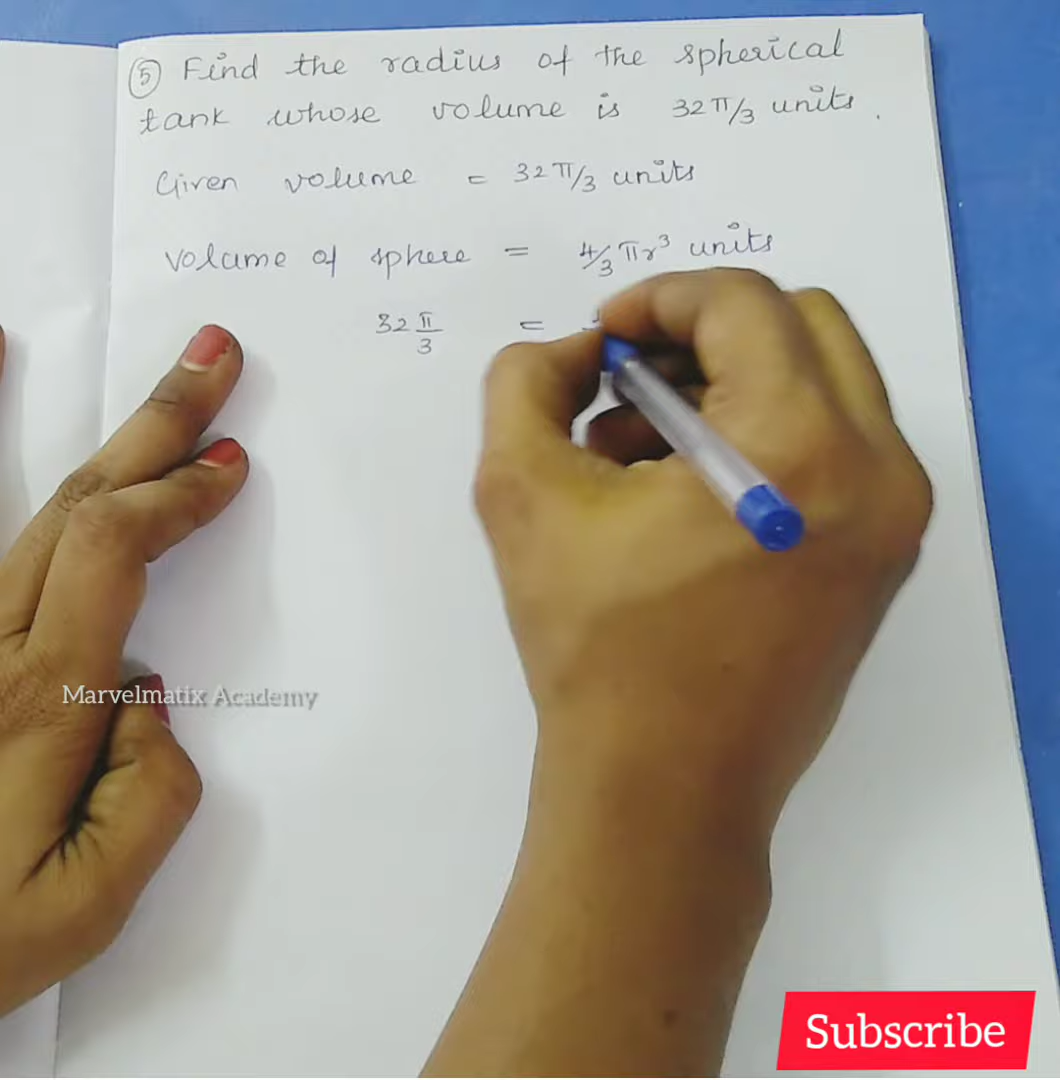 ⑤ Find the radius of the spherical
tank whose volume is 32π/3 units.
Given volume = 32π/3 units
Volume of sphere = 4/3 πr³ units
32 π/3 =
Marvelmatix Academy
Subscribe